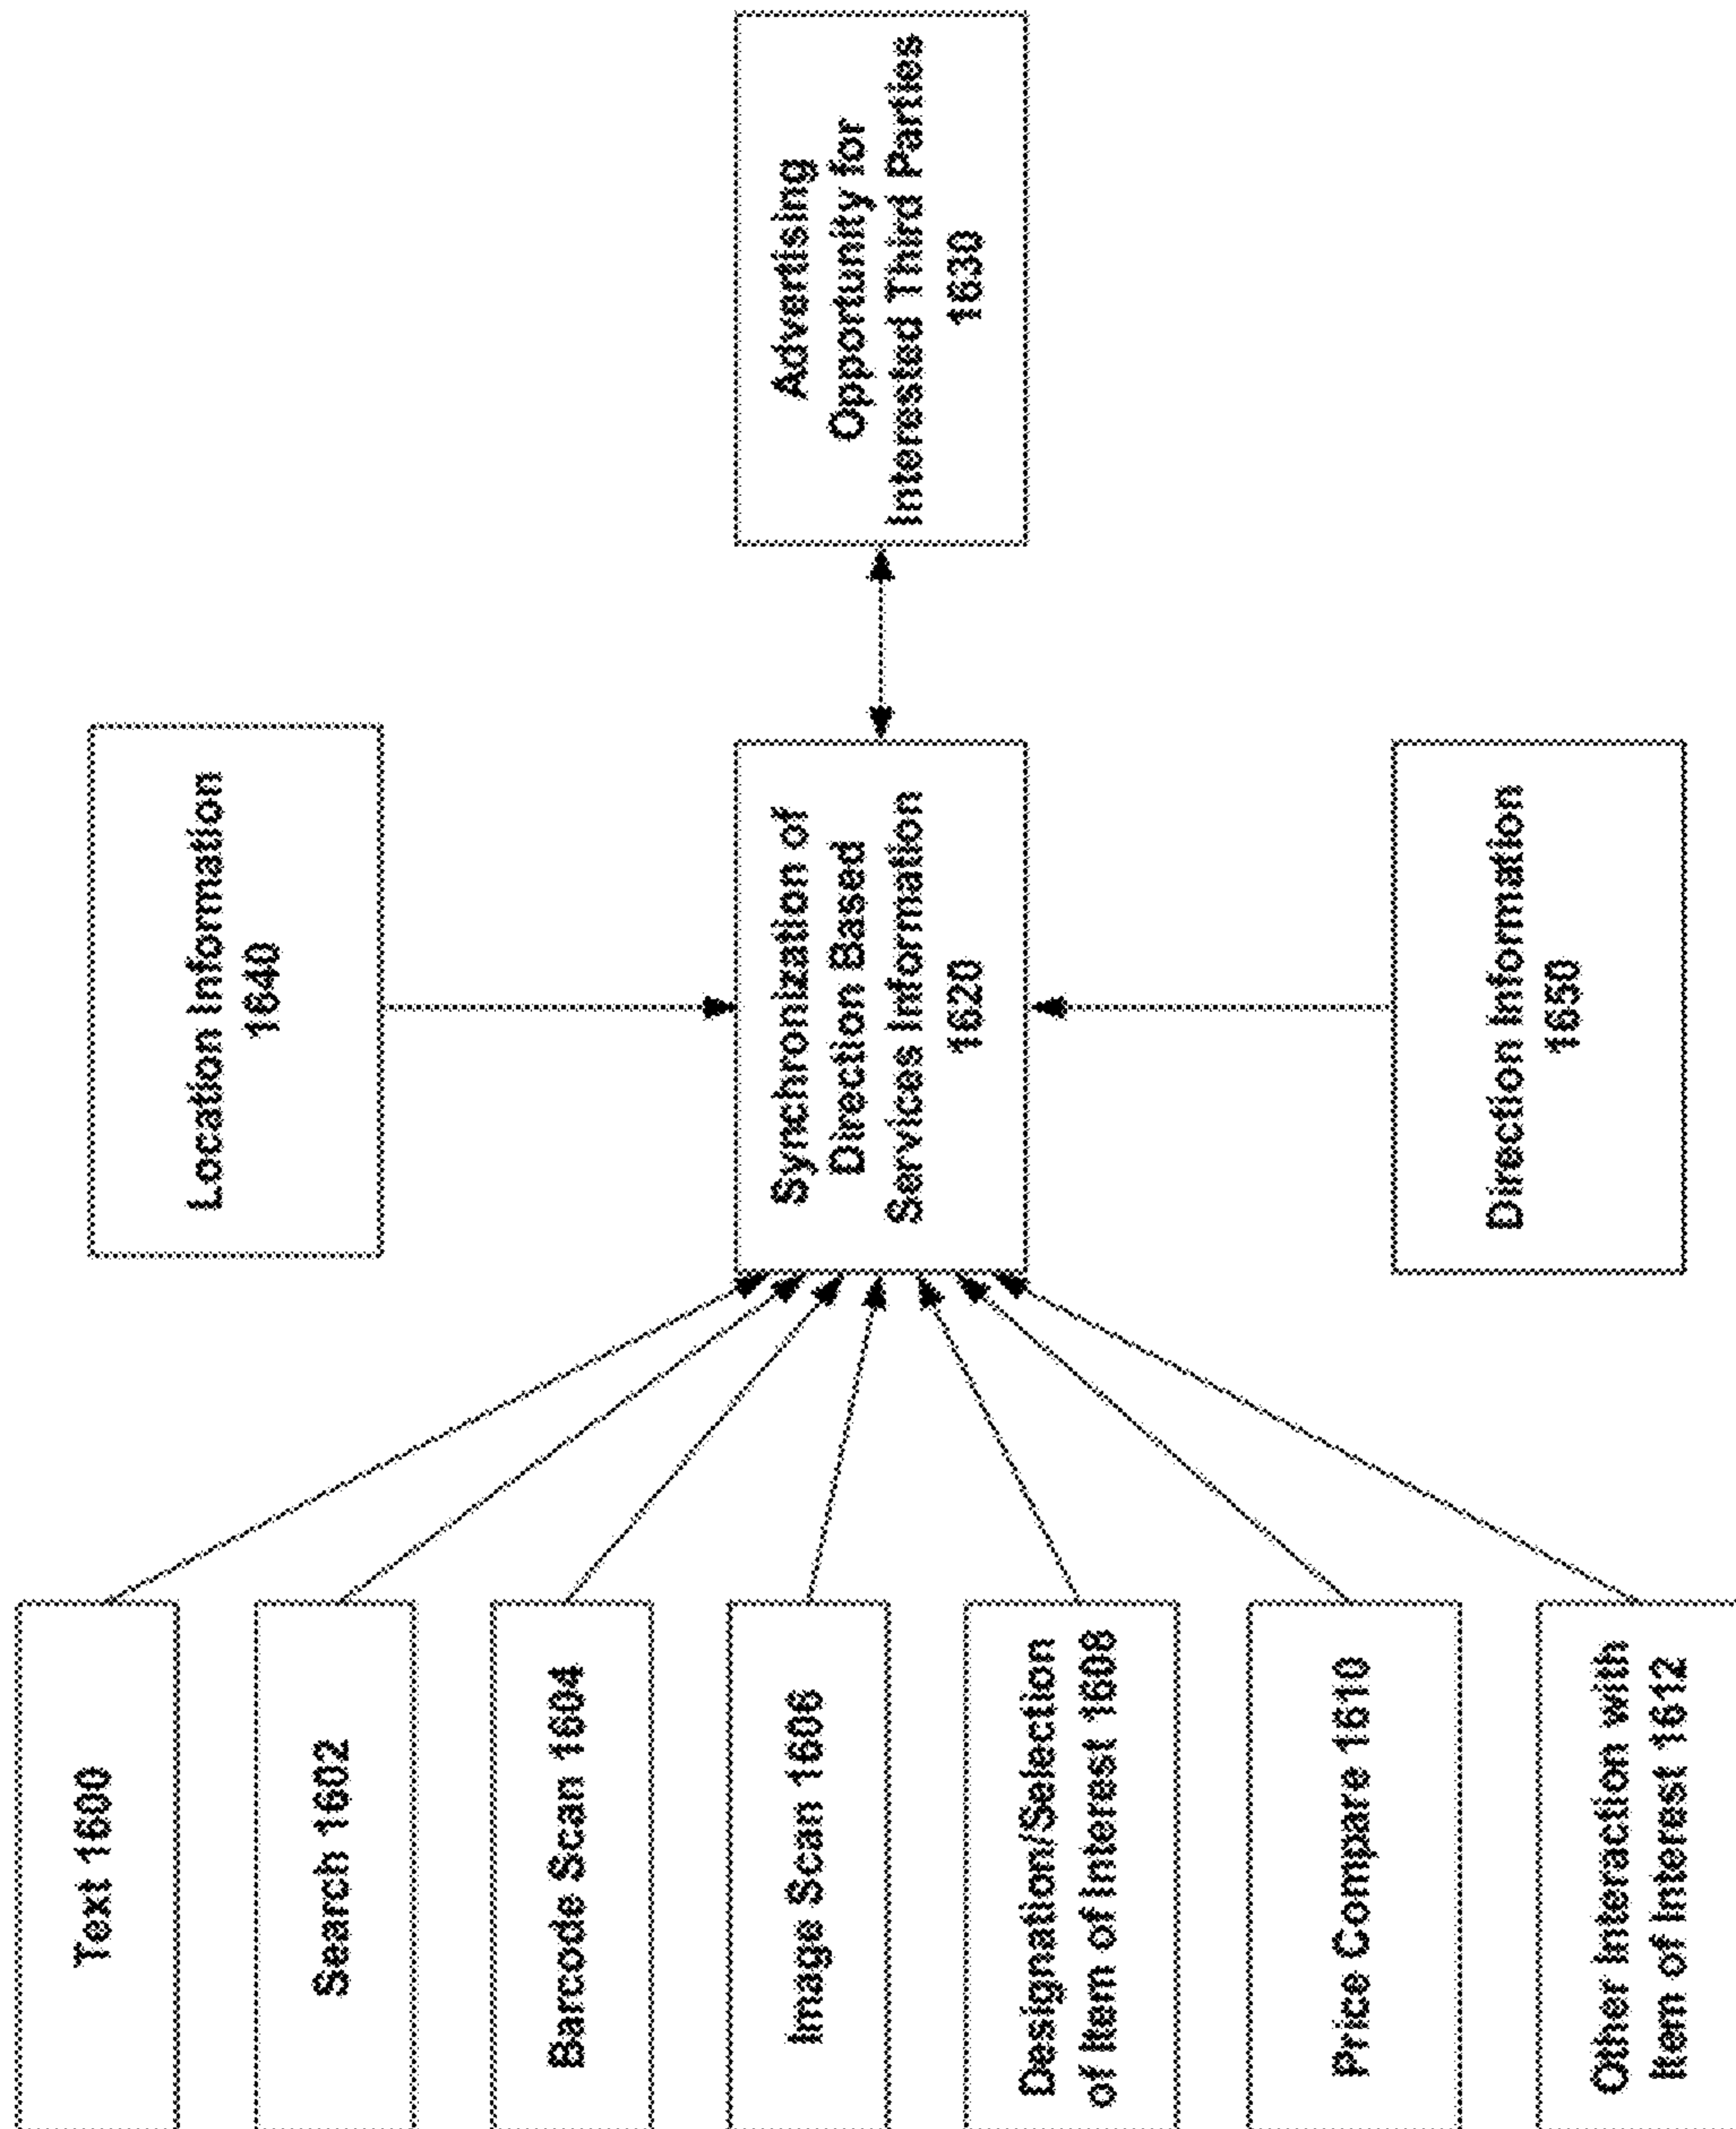 Text 1600
Search 1602
Barcode Scan 1604
Image Scan 1606
Designation/Selection
of Item of Interest 1608
Price Compare 1610
Other Interaction with
Item of Interest 1612
Location Information
1640
Synchronization of
Direction Based
Services Information
1620
Direction Information
1650
Advertising
Opportunity for
Interested Third Parties
1630